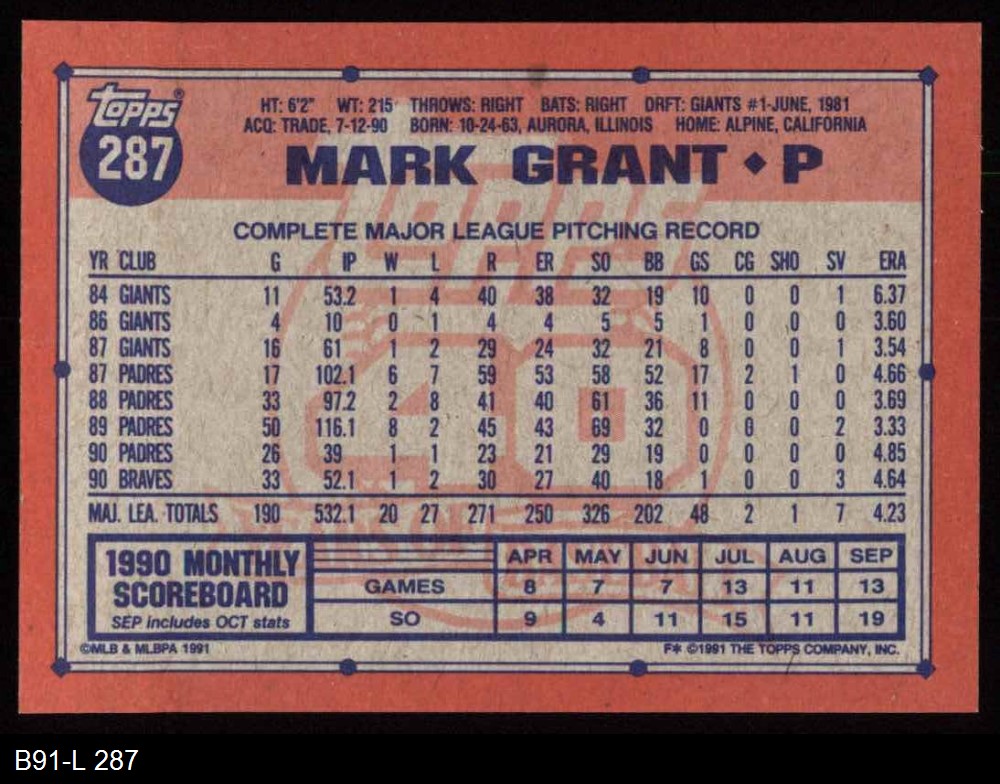 TOPPS®
287
HT: 6'2" WT: 215 THROWS: RIGHT BATS: RIGHT DRFT: GIANTS #1-JUNE, 1981
ACQ: TRADE, 7-12-90 BORN: 10-24-63, AURORA, ILLINOIS HOME: ALPINE, CALIFORNIA
MARK GRANT ◆ P
COMPLETE MAJOR LEAGUE PITCHING RECORD
YR CLUB G IP W L R ER SO BB GS CG SHO SV ERA
84 GIANTS 11 53.2 1 4 40 38 32 19 10 0 0 1 6.37
86 GIANTS 4 10 0 1 4 4 5 5 1 0 0 0 3.60
87 GIANTS 16 61 1 2 29 24 32 21 8 0 0 1 3.54
87 PADRES 17 102.1 6 7 59 53 58 52 17 2 1 0 4.66
88 PADRES 33 97.2 2 8 41 40 61 36 11 0 0 0 3.69
89 PADRES 50 116.1 8 2 45 43 69 32 0 0 0 2 3.33
90 PADRES 26 39 1 1 23 21 29 19 0 0 0 0 4.85
90 BRAVES 33 52.1 1 2 30 27 40 18 1 0 0 3 4.64
MAJ. LEA. TOTALS 190 532.1 20 27 271 250 326 202 48 2 1 7 4.23
1990 MONTHLY
SCOREBOARD
SEP includes OCT stats
APR MAY JUN JUL AUG SEP
GAMES 8 7 7 13 11 13
SO 9 4 11 15 11 19
©MLB & MLBPA 1991
F* ©1991 THE TOPPS COMPANY, INC.
TOPPS
40
YEARS OF
B91-L 287